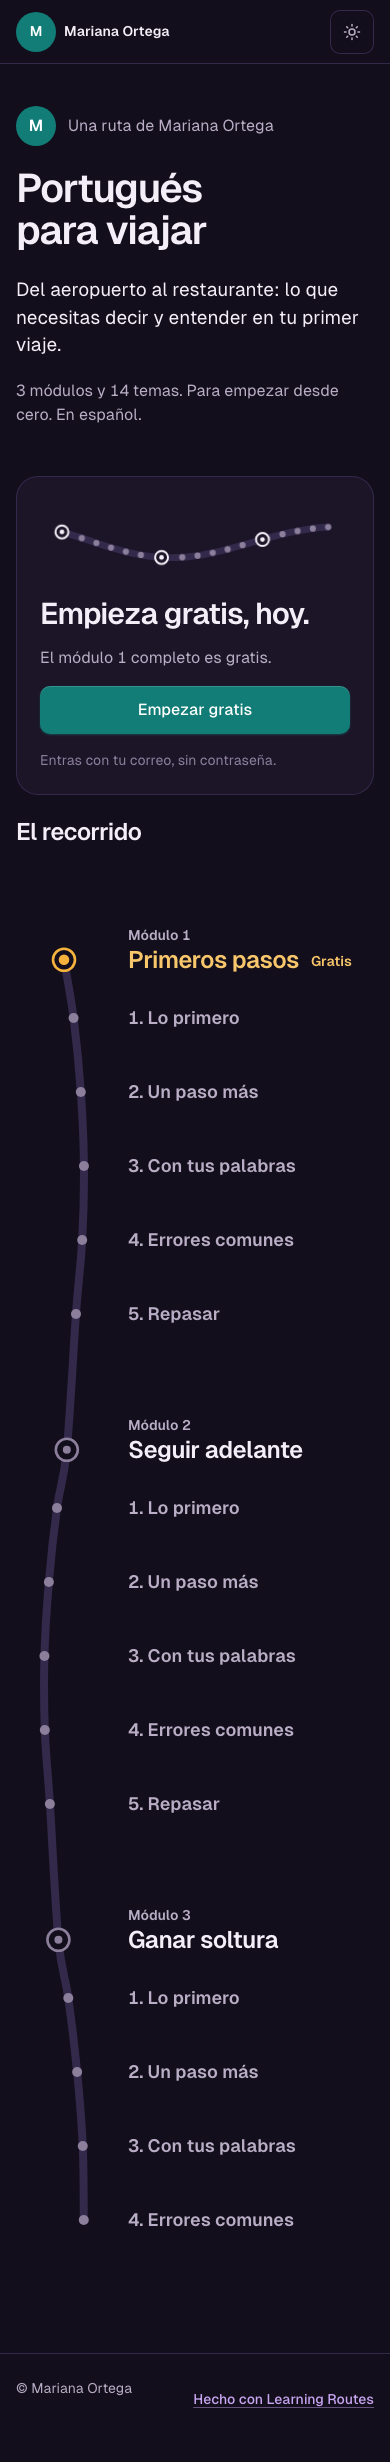 M Mariana Ortega
M Una ruta de Mariana Ortega
Portugués
para viajar
Del aeropuerto al restaurante: lo que
necesitas decir y entender en tu primer
viaje.
3 módulos y 14 temas. Para empezar desde
cero. En español.
Empieza gratis, hoy.
El módulo 1 completo es gratis.
Empezar gratis
Entras con tu correo, sin contraseña.
El recorrido
Módulo 1
Primeros pasos Gratis
1. Lo primero
2. Un paso más
3. Con tus palabras
4. Errores comunes
5. Repasar
Módulo 2
Seguir adelante
1. Lo primero
2. Un paso más
3. Con tus palabras
4. Errores comunes
5. Repasar
Módulo 3
Ganar soltura
1. Lo primero
2. Un paso más
3. Con tus palabras
4. Errores comunes
© Mariana Ortega
Hecho con Learning Routes